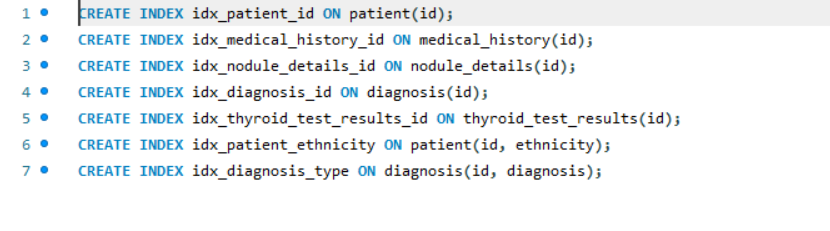 1 CREATE INDEX idx_patient_id ON patient(id);
2 CREATE INDEX idx_medical_history_id ON medical_history(id);
3 CREATE INDEX idx_nodule_details_id ON nodule_details(id);
4 CREATE INDEX idx_diagnosis_id ON diagnosis(id);
5 CREATE INDEX idx_thyroid_test_results_id ON thyroid_test_results(id);
6 CREATE INDEX idx_patient_ethnicity ON patient(id, ethnicity);
7 CREATE INDEX idx_diagnosis_type ON diagnosis(id, diagnosis);